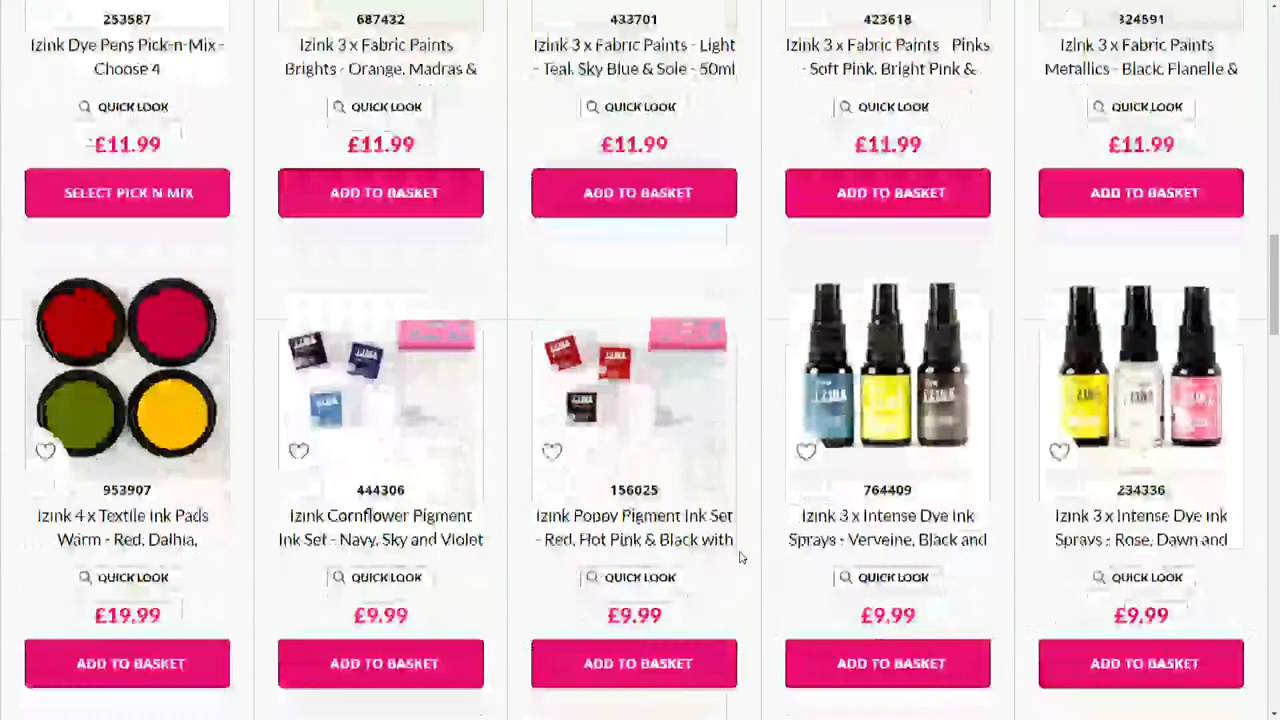 253587
Izink Dye Pens Pick-n-Mix -
Choose 4
QUICK LOOK
£11.99
SELECT PICK N MIX
687432
Izink 3 x Fabric Paints
Brights - Orange, Madras &
QUICK LOOK
£11.99
ADD TO BASKET
433701
Izink 3 x Fabric Paints - Light
- Teal, Sky Blue & Sole - 50ml
QUICK LOOK
£11.99
ADD TO BASKET
423618
Izink 3 x Fabric Paints Pinks
- Soft Pink, Bright Pink &
QUICK LOOK
£11.99
ADD TO BASKET
324591
Izink 3 x Fabric Paints
Metallics - Black, Flanelle &
QUICK LOOK
£11.99
ADD TO BASKET
953907
Izink 4 x Textile Ink Pads
Warm - Red, Dalhia,
QUICK LOOK
£19.99
ADD TO BASKET
444306
Izink Cornflower Pigment
Ink Set - Navy, Sky and Violet
QUICK LOOK
£9.99
ADD TO BASKET
156025
Izink Poppy Pigment Ink Set
- Red, Hot Pink & Black with
QUICK LOOK
£9.99
ADD TO BASKET
IZINK
IZINK
IZINK
764409
Izink 3 x Intense Dye Ink
Sprays - Verveine, Black and
QUICK LOOK
£9.99
ADD TO BASKET
234336
Izink 3 x Intense Dye Ink
Sprays - Rose, Dawn and
QUICK LOOK
£9.99
ADD TO BASKET